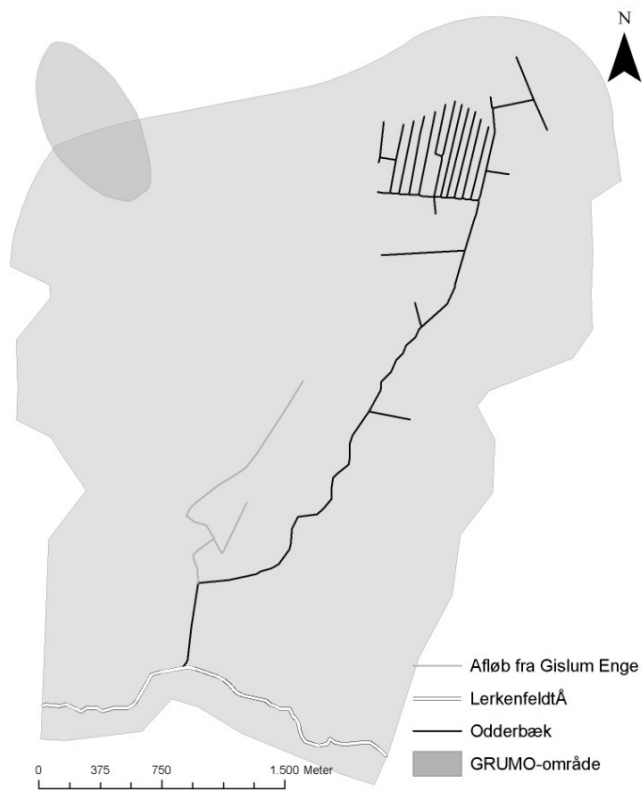 N
Afløb fra Gislum Enge
LerkenfeldtÅ
Odderbæk
GRUMO-område
0 375 750 1.500 Meter